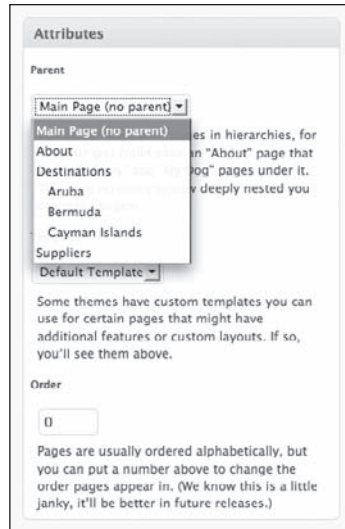 Attributes
Parent
Main Page (no parent)
Main Page (no parent)
es in hierarchies, for
About
"About" page that
Destinations
og" pages under it.
Aruba
deeply nested you
Bermuda
Cayman Islands
Suppliers
Default Template
Some themes have custom templates you can
use for certain pages that might have
additional features or custom layouts. If so,
you'll see them above.
Order
0
Pages are usually ordered alphabetically, but
you can put a number above to change the
order pages appear in. (We know this is a little
janky, it'll be better in future releases.)